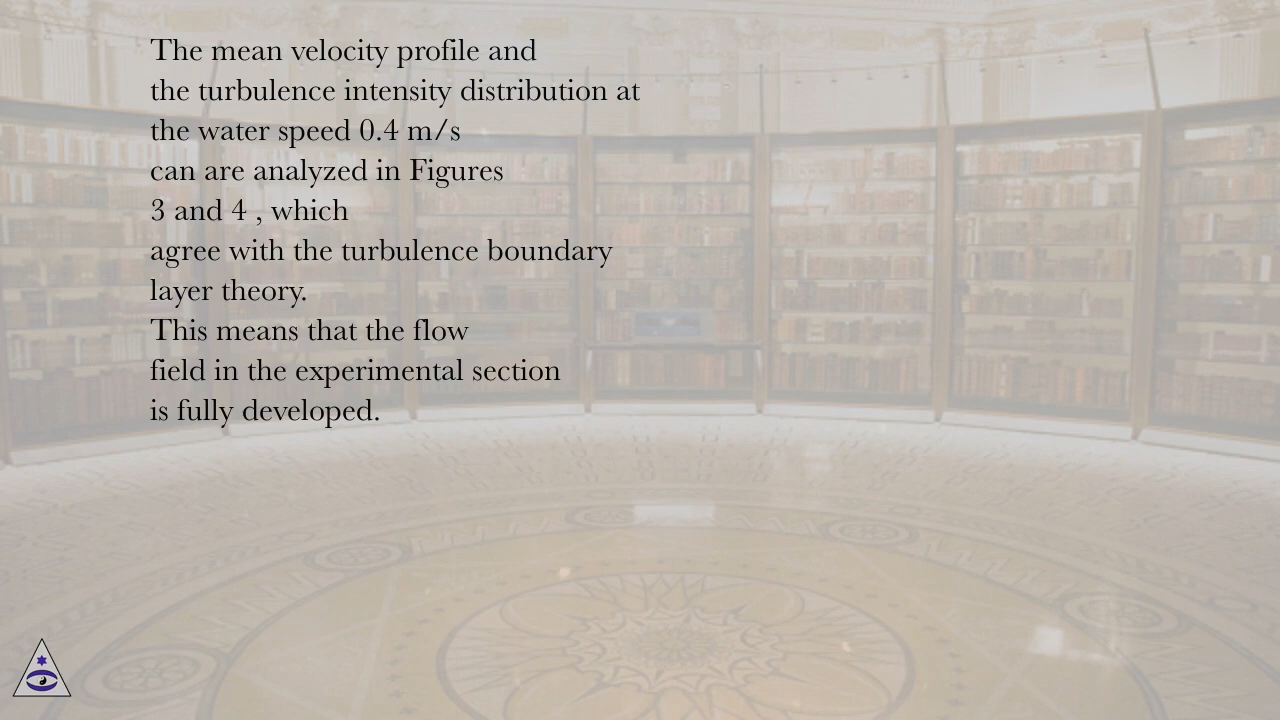 The mean velocity profile and
the turbulence intensity distribution at
the water speed 0.4 m/s
can are analyzed in Figures
3 and 4 , which
agree with the turbulence boundary
layer theory.
This means that the flow
field in the experimental section
is fully developed.